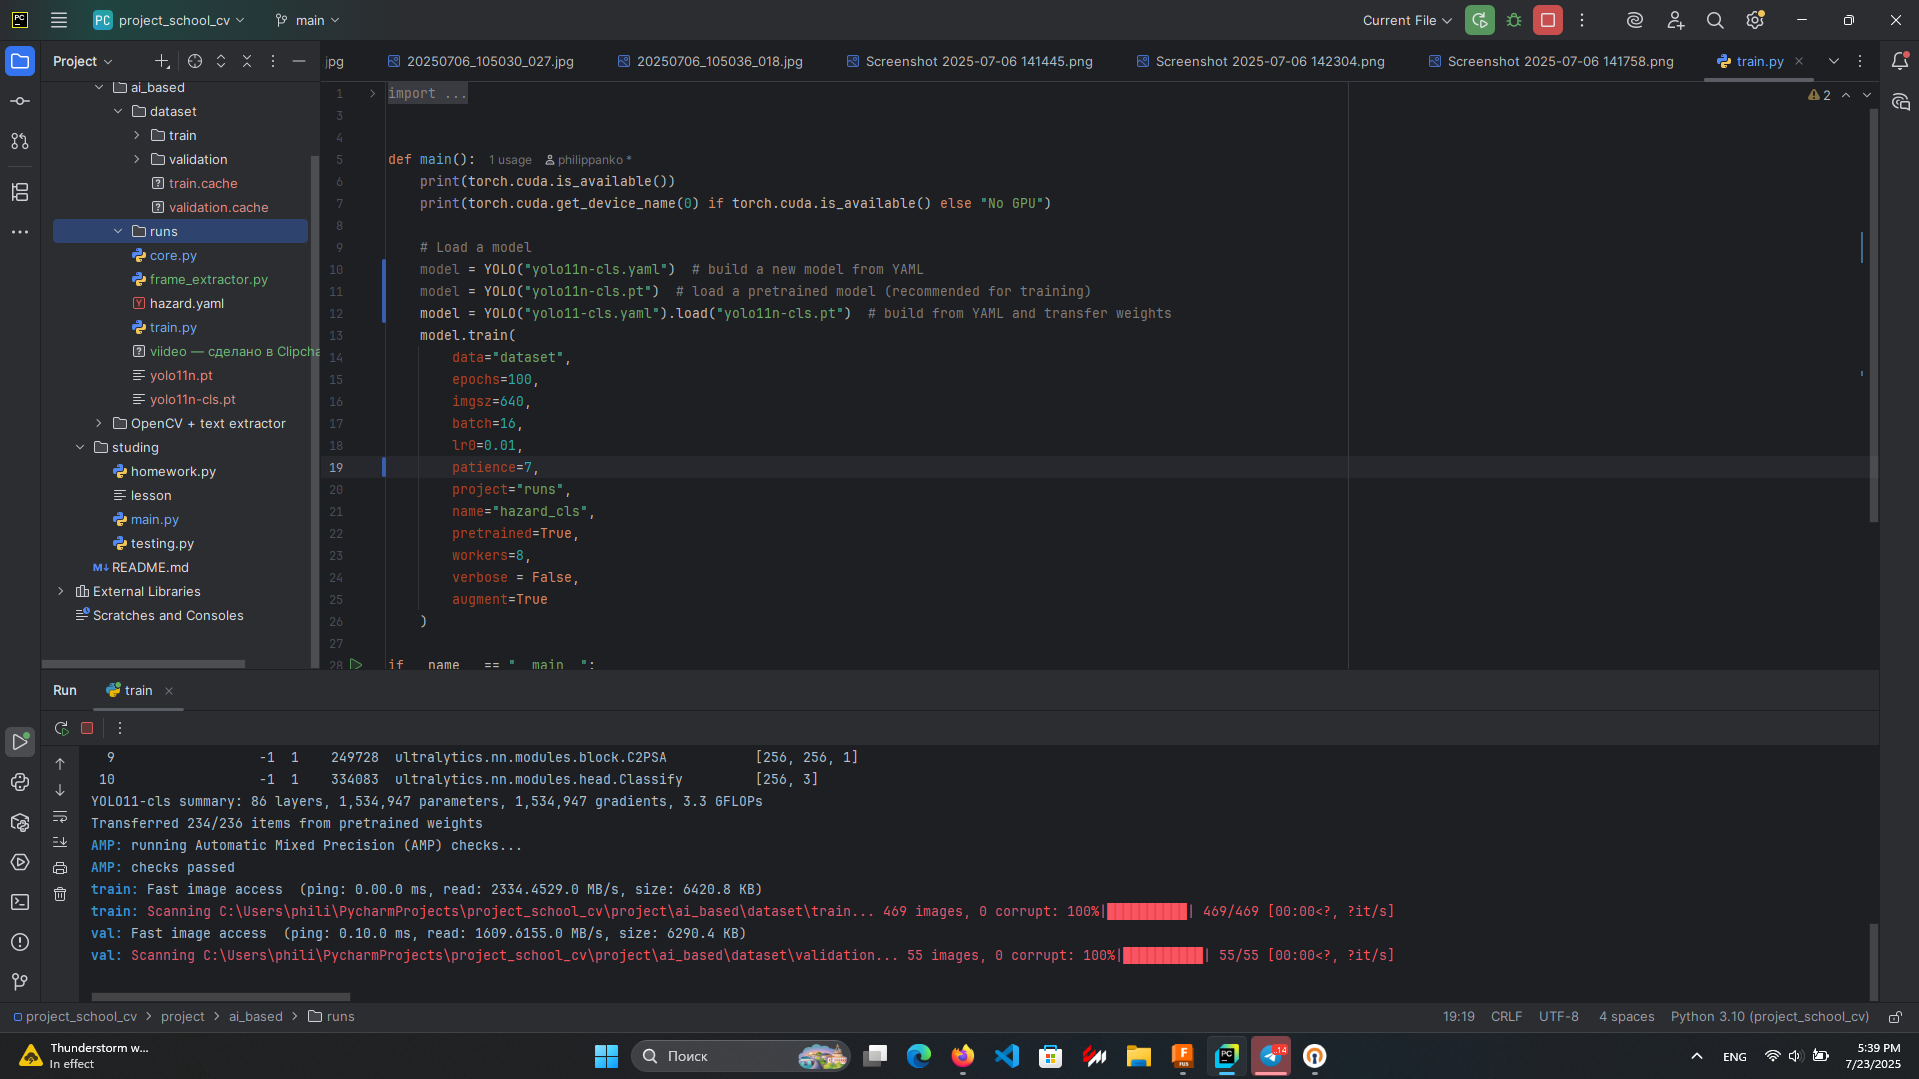 PC project_school_cv main Current File
Project
jpg 20250706_105030_027.jpg 20250706_105036_018.jpg Screenshot 2025-07-06 141445.png Screenshot 2025-07-06 142304.png Screenshot 2025-07-06 141758.png train.py
ai_based
dataset
train
validation
train.cache
validation.cache
runs
core.py
frame_extractor.py
hazard.yaml
train.py
viideo — сделано в Clipcha
yolo11n.pt
yolo11n-cls.pt
OpenCV + text extractor
studing
homework.py
lesson
main.py
testing.py
README.md
External Libraries
Scratches and Consoles
1 import ... 2
3
4
5 def main(): 1 usage philippanko *
6 print(torch.cuda.is_available())
7 print(torch.cuda.get_device_name(0) if torch.cuda.is_available() else "No GPU")
8
9 # Load a model
10 model = YOLO("yolo11n-cls.yaml") # build a new model from YAML
11 model = YOLO("yolo11n-cls.pt") # load a pretrained model (recommended for training)
12 model = YOLO("yolo11-cls.yaml").load("yolo11n-cls.pt") # build from YAML and transfer weights
13 model.train(
14 data="dataset",
15 epochs=100,
16 imgsz=640,
17 batch=16,
18 lr0=0.01,
19 patience=7,
20 project="runs",
21 name="hazard_cls",
22 pretrained=True,
23 workers=8,
24 verbose = False,
25 augment=True
26 )
27
28 if __name__ == "__main__":
Run train
9 -1 1 249728 ultralytics.nn.modules.block.C2PSA [256, 256, 1]
10 -1 1 334083 ultralytics.nn.modules.head.Classify [256, 3]
YOLO11-cls summary: 86 layers, 1,534,947 parameters, 1,534,947 gradients, 3.3 GFLOPs
Transferred 234/236 items from pretrained weights
AMP: running Automatic Mixed Precision (AMP) checks...
AMP: checks passed
train: Fast image access (ping: 0.00.0 ms, read: 2334.4529.0 MB/s, size: 6420.8 KB)
train: Scanning C:\Users\phili\PycharmProjects\project_school_cv\project\ai_based\dataset\train... 469 images, 0 corrupt: 100%|██████████| 469/469 [00:00<?, ?it/s]
val: Fast image access (ping: 0.10.0 ms, read: 1609.6155.0 MB/s, size: 6290.4 KB)
val: Scanning C:\Users\phili\PycharmProjects\project_school_cv\project\ai_based\dataset\validation... 55 images, 0 corrupt: 100%|██████████| 55/55 [00:00<?, ?it/s]
project_school_cv > project > ai_based > runs 19:19 CRLF UTF-8 4 spaces Python 3.10 (project_school_cv)
Thunderstorm w...
In effect
Поиск
14
ENG
5:39 PM
7/23/2025